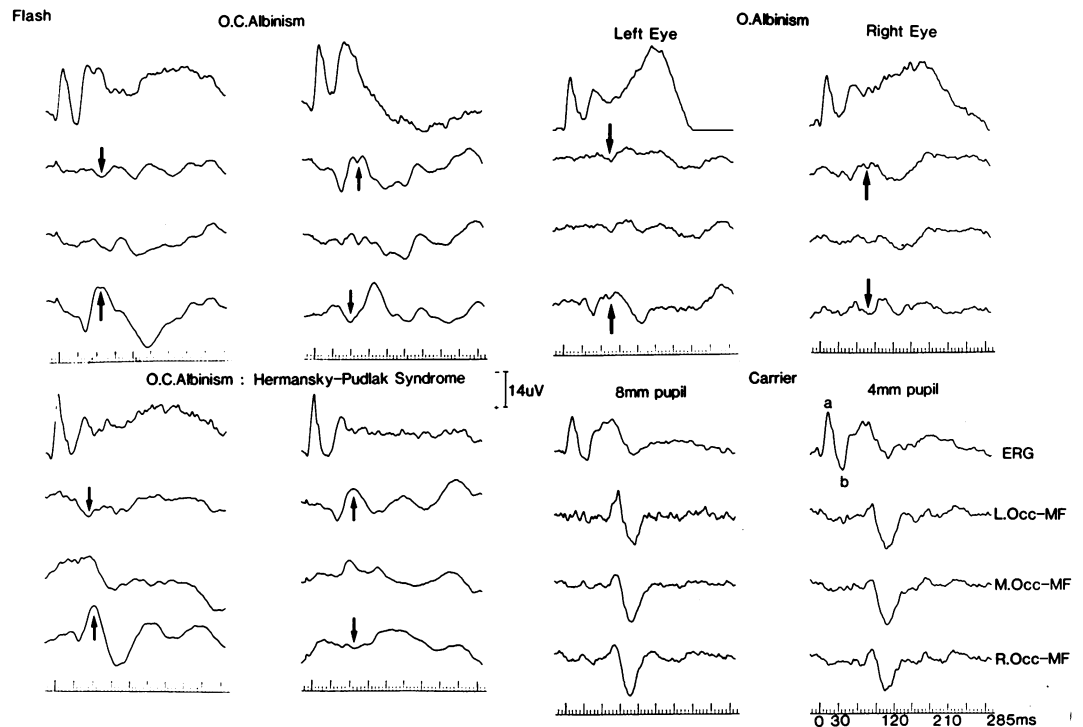 Flash
O.C.Albinism
O.Albinism
Left Eye
Right Eye
O.C.Albinism : Hermansky-Pudlak Syndrome
14uV
8mm pupil
Carrier
4mm pupil
a
b
ERG
L.Occ-MF
M.Occ-MF
R.Occ-MF
0 30 120 210 285ms